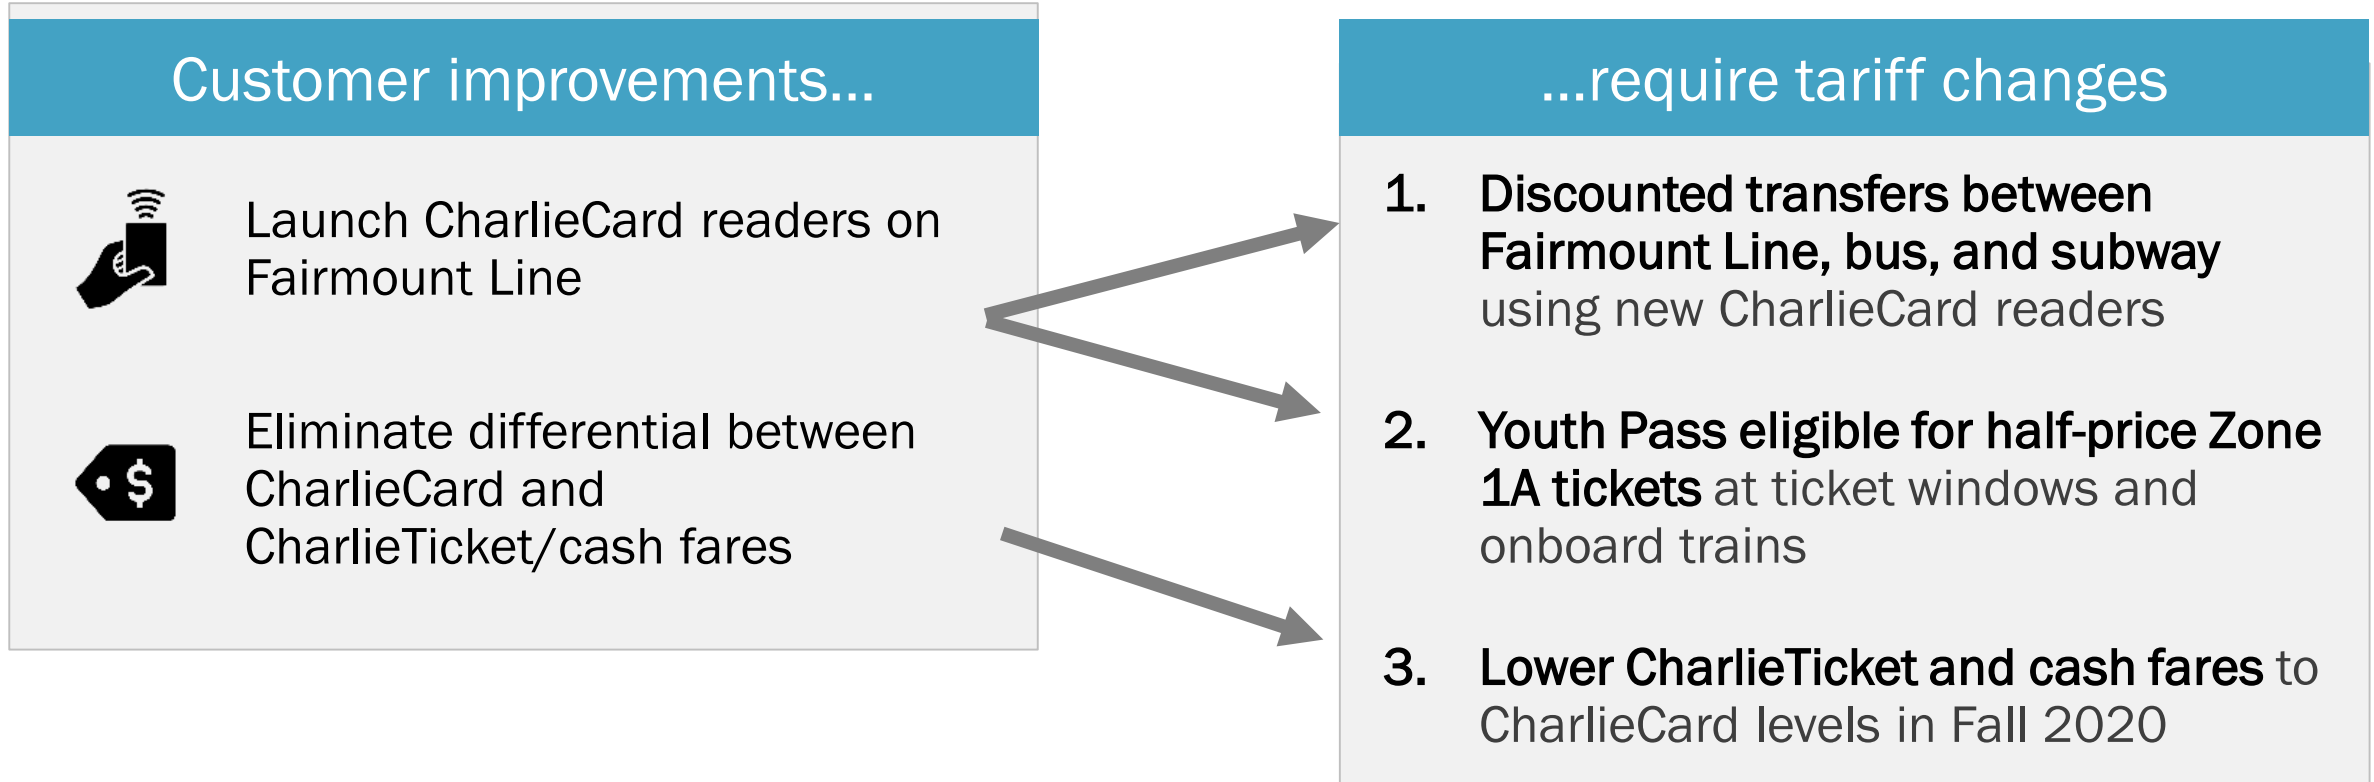 Customer improvements...
Launch CharlieCard readers on
Fairmount Line
$
Eliminate differential between
CharlieCard and
CharlieTicket/cash fares
...require tariff changes
1. Discounted transfers between
Fairmount Line, bus, and subway
using new CharlieCard readers
2. Youth Pass eligible for half-price Zone
1A tickets at ticket windows and
onboard trains
3. Lower CharlieTicket and cash fares to
CharlieCard levels in Fall 2020